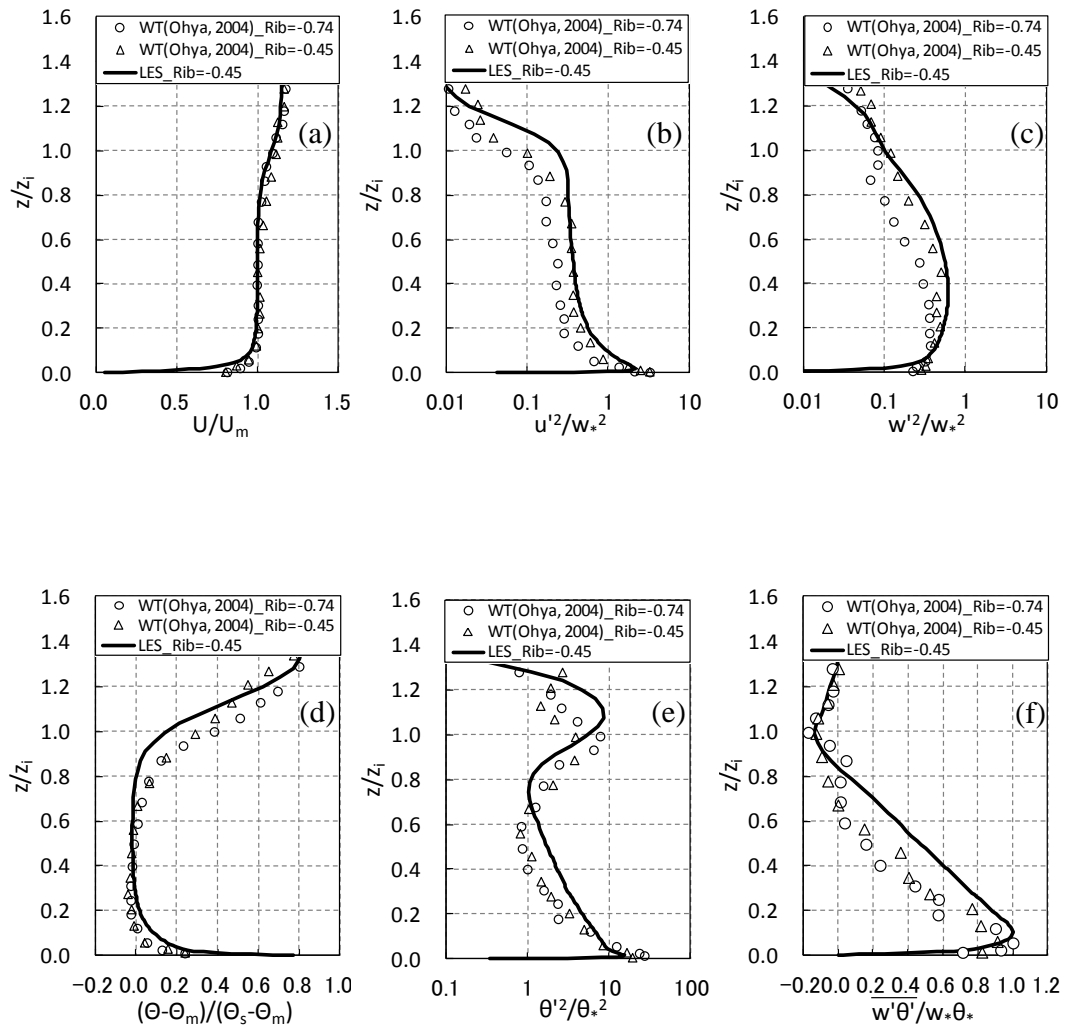 WT(Ohya, 2004)_Rib=-0.74
WT(Ohya, 2004)_Rib=-0.45
LES_Rib=-0.45
1.6
1.4
1.2
1.0
0.8
0.6
0.4
0.2
0.0
z/zᵢ
(a)
0.0 0.5 1.0 1.5
U/Uₘ
WT(Ohya, 2004)_Rib=-0.74
WT(Ohya, 2004)_Rib=-0.45
LES_Rib=-0.45
1.6
1.4
1.2
1.0
0.8
0.6
0.4
0.2
0.0
z/zᵢ
(b)
0.01 0.1 1 10
u'²/w*²
WT(Ohya, 2004)_Rib=-0.74
WT(Ohya, 2004)_Rib=-0.45
LES_Rib=-0.45
1.6
1.4
1.2
1.0
0.8
0.6
0.4
0.2
0.0
z/zᵢ
(c)
0.01 0.1 1 10
w'²/w*²
WT(Ohya, 2004)_Rib=-0.74
WT(Ohya, 2004)_Rib=-0.45
LES_Rib=-0.45
1.6
1.4
1.2
1.0
0.8
0.6
0.4
0.2
0.0
z/zᵢ
(d)
-0.2 0.0 0.2 0.4 0.6 0.8 1.0
(Θ-Θₘ)/(Θₛ-Θₘ)
WT(Ohya, 2004)_Rib=-0.74
WT(Ohya, 2004)_Rib=-0.45
LES_Rib=-0.45
1.6
1.4
1.2
1.0
0.8
0.6
0.4
0.2
0.0
z/zᵢ
(e)
0.1 1 10 100
θ'²/θ*²
WT(Ohya, 2004)_Rib=-0.74
WT(Ohya, 2004)_Rib=-0.45
LES_Rib=-0.45
1.6
1.4
1.2
1.0
0.8
0.6
0.4
0.2
0.0
z/zᵢ
(f)
-0.2 0.0 0.2 0.4 0.6 0.8 1.0 1.2
w'θ'/w*θ*